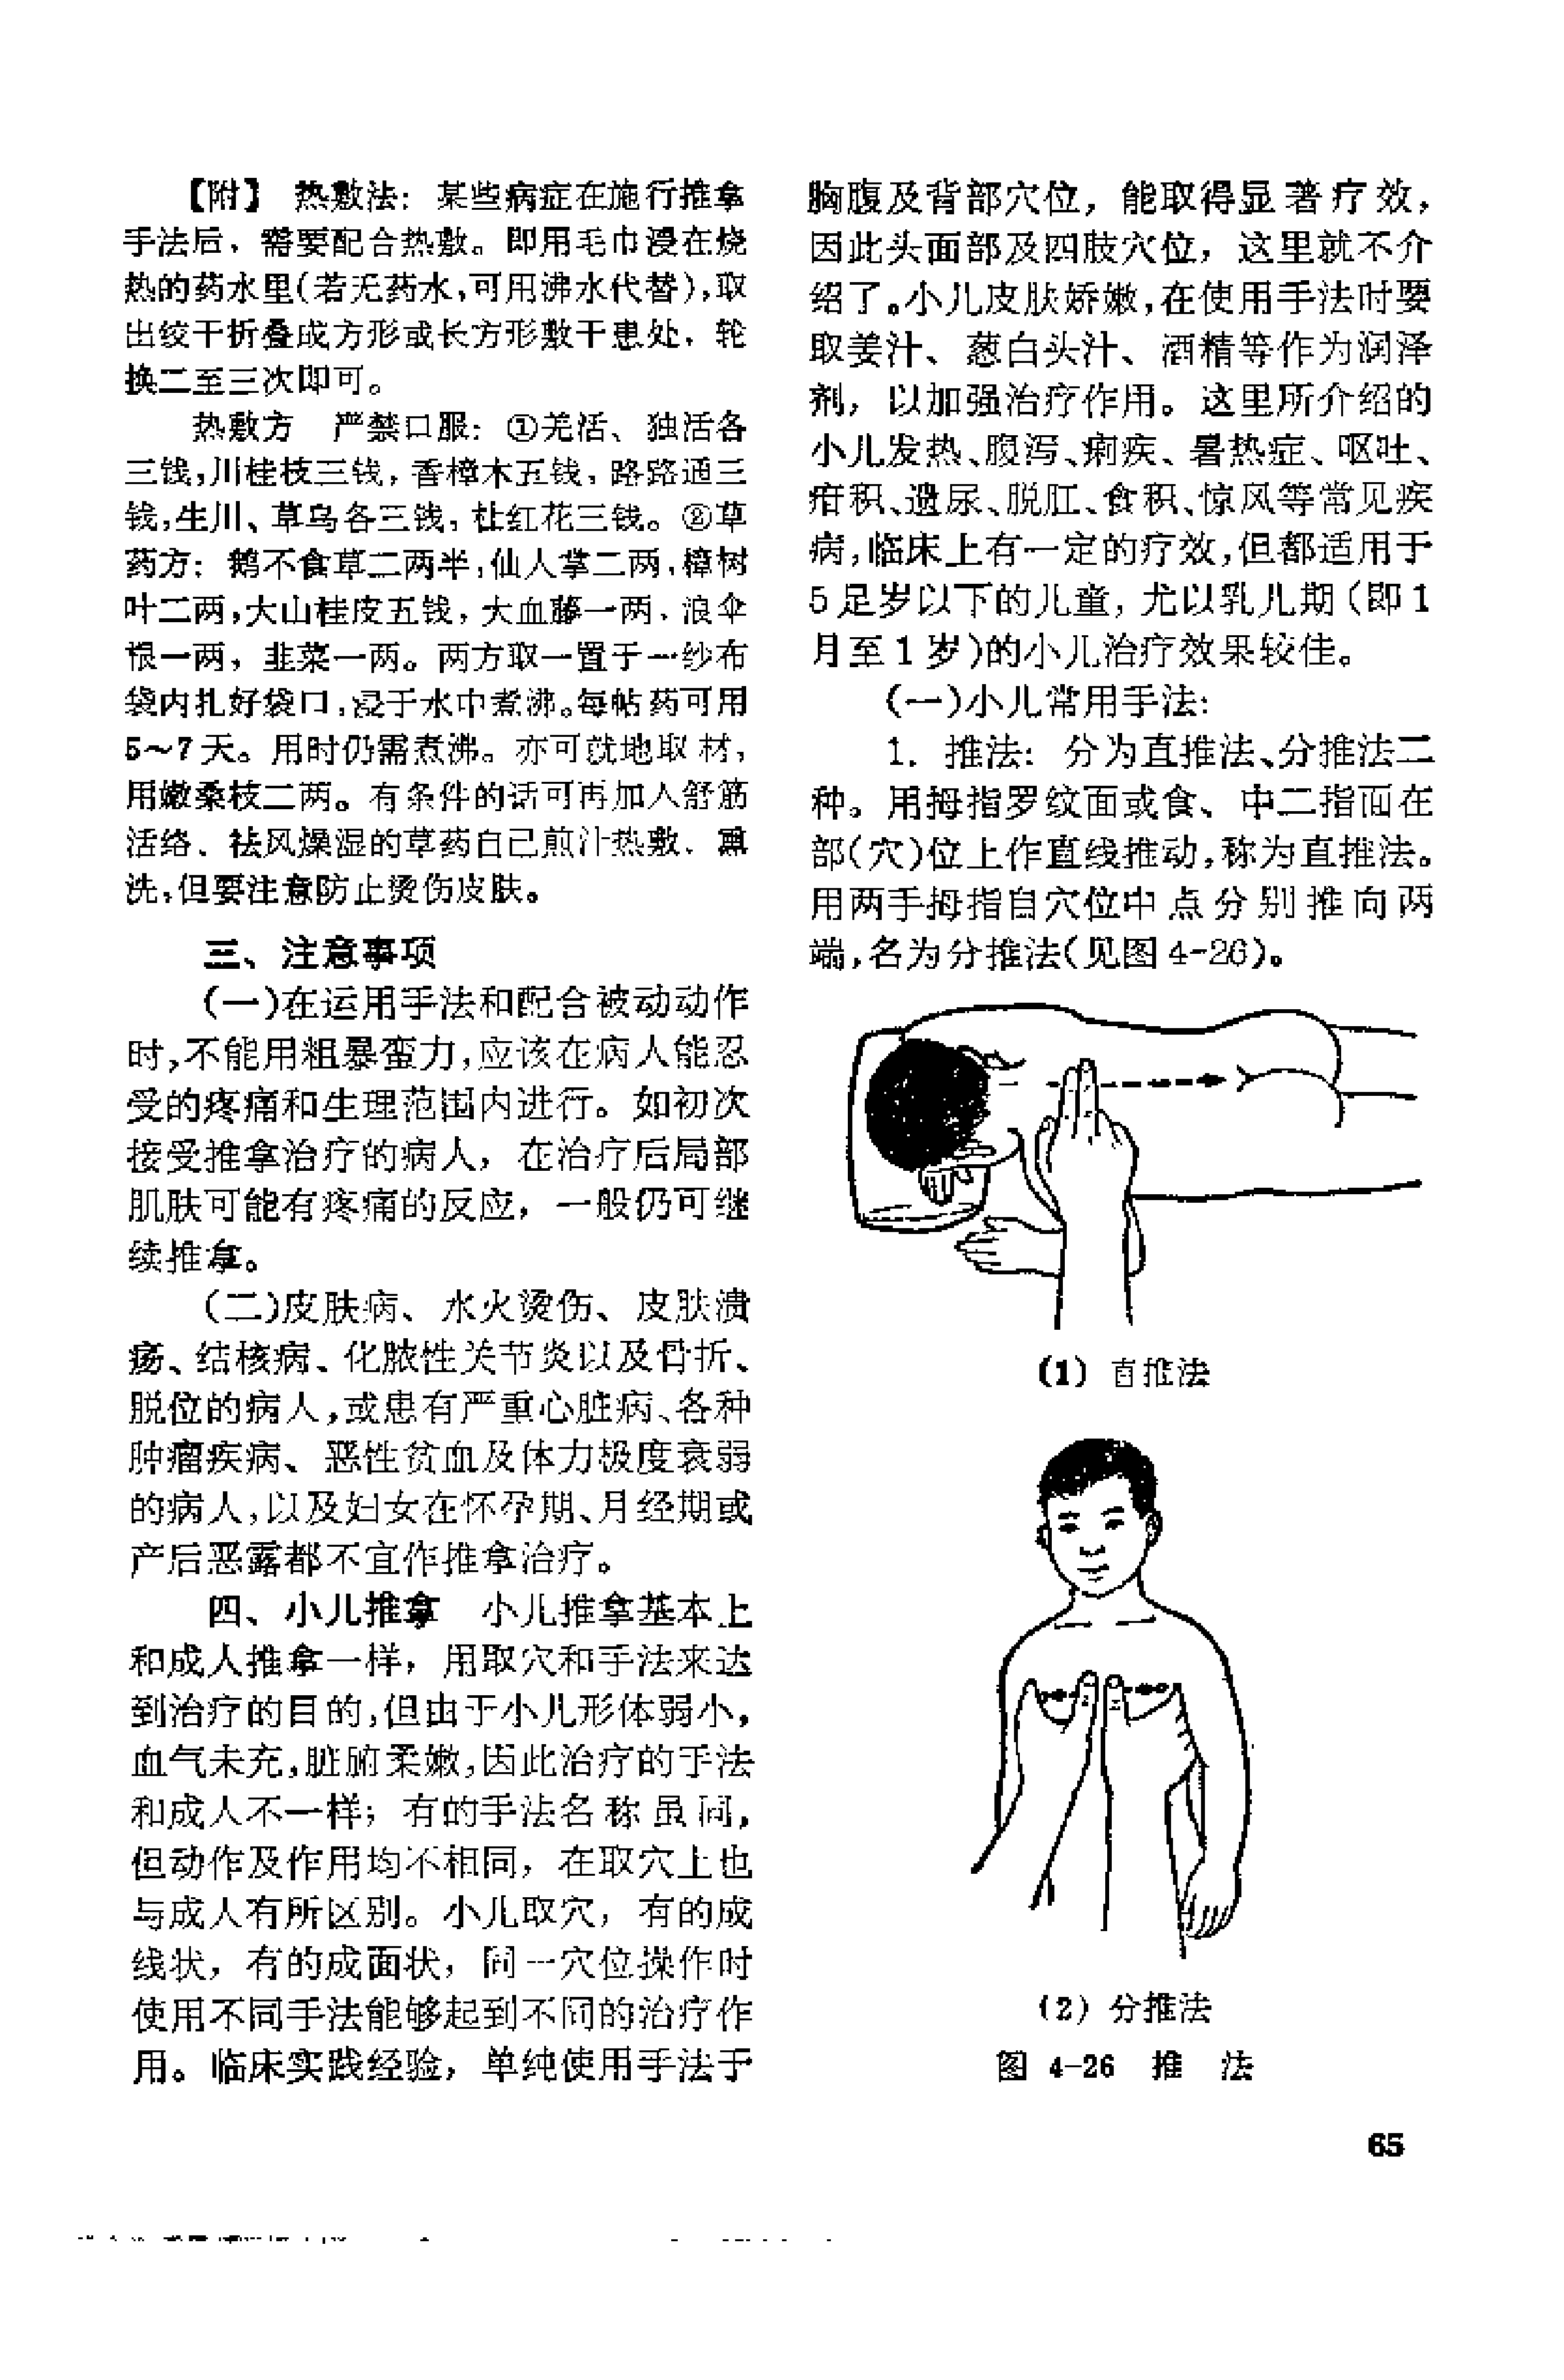 【附】 热敷法：某些病症在施行推拿
手法后，需要配合热敷。即用毛巾浸在烧
热的药水里(若无药水，可用沸水代替)，取
出绞干折叠成方形或长方形敷于患处，轮
换二至三次即可。
热敷方 严禁口服：①羌活、独活各
三钱，川桂枝三钱，香樟木五钱，路路通三
钱，生川、草乌各三钱，杜红花三钱。②草
药方：鹅不食草二两半，仙人掌二两，樟树
叶二两，大山桂皮五钱，大血藤一两，浪伞
根一两，韭菜一两。两方取一置于一纱布
袋内扎好袋口，浸于水中煮沸。每帖药可用
5～7天。用时仍需煮沸。亦可就地取材，
用嫩桑枝二两。有条件的话可再加入舒筋
活络、祛风燥湿的草药自己煎汁热敷、熏
洗，但要注意防止烫伤皮肤。
三、注意事项
(一)在运用手法和配合被动动作
时，不能用粗暴蛮力，应该在病人能忍
受的疼痛和生理范围内进行。如初次
接受推拿治疗的病人，在治疗后局部
肌肤可能有疼痛的反应，一般仍可继
续推拿。
(二)皮肤病、水火烫伤、皮肤溃
疡、结核病、化脓性关节炎以及骨折、
脱位的病人，或患有严重心脏病、各种
肿瘤疾病、恶性贫血及体力极度衰弱
的病人，以及妇女在怀孕期、月经期或
产后恶露都不宜作推拿治疗。
四、小儿推拿 小儿推拿基本上
和成人推拿一样，用取穴和手法来达
到治疗的目的，但由于小儿形体弱小，
血气未充，脏腑柔嫩，因此治疗的手法
和成人不一样；有的手法名称虽同，
但动作及作用均不相同，在取穴上也
与成人有所区别。小儿取穴，有的成
线状，有的成面状，同一穴位操作时
使用不同手法能够起到不同的治疗作
用。临床实践经验，单纯使用手法于
胸腹及背部穴位，能取得显著疗效，
因此头面部及四肢穴位，这里就不介
绍了。小儿皮肤娇嫩，在使用手法时要
取姜汁、葱白头汁、酒精等作为润泽
剂，以加强治疗作用。这里所介绍的
小儿发热、腹泻、痢疾、暑热症、呕吐、
疳积、遗尿、脱肛、食积、惊风等常见疾
病，临床上有一定的疗效，但都适用于
5足岁以下的儿童，尤以乳儿期(即1
月至1岁)的小儿治疗效果较佳。
(一)小儿常用手法：
1. 推法：分为直推法、分推法二
种。用拇指罗纹面或食、中二指面在
部(穴)位上作直线推动，称为直推法。
用两手拇指自穴位中点分别推向两
端，名为分推法(见图4-26)。
(1) 直推法
(2) 分推法
图 4-26 推 法
65